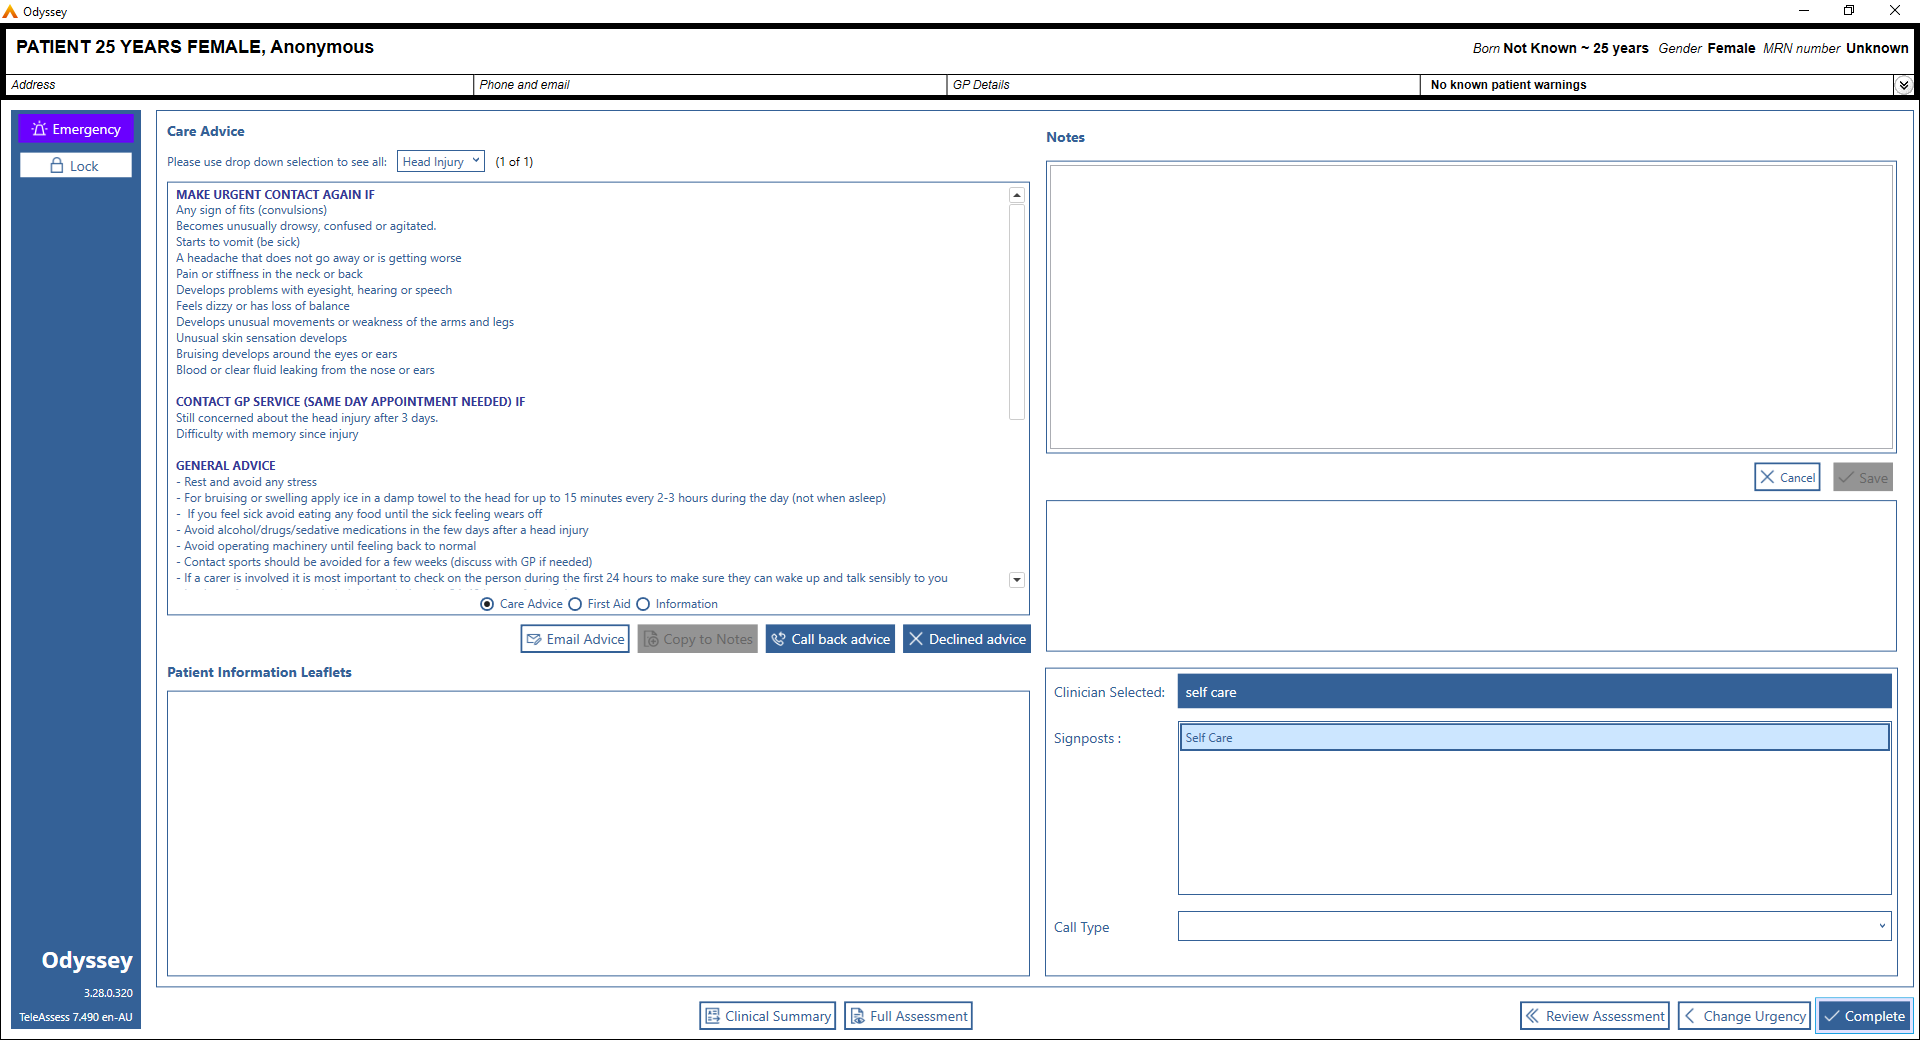 Odyssey
PATIENT 25 YEARS FEMALE, Anonymous
Born Not Known ~ 25 years Gender Female MRN number Unknown
Address
Phone and email
GP Details
No known patient warnings
Emergency
Lock
Care Advice
Please use drop down selection to see all: Head Injury (1 of 1)
MAKE URGENT CONTACT AGAIN IF
Any sign of fits (convulsions)
Becomes unusually drowsy, confused or agitated.
Starts to vomit (be sick)
A headache that does not go away or is getting worse
Pain or stiffness in the neck or back
Develops problems with eyesight, hearing or speech
Feels dizzy or has loss of balance
Develops unusual movements or weakness of the arms and legs
Unusual skin sensation develops
Bruising develops around the eyes or ears
Blood or clear fluid leaking from the nose or ears
CONTACT GP SERVICE (SAME DAY APPOINTMENT NEEDED) IF
Still concerned about the head injury after 3 days.
Difficulty with memory since injury
GENERAL ADVICE
- Rest and avoid any stress
- For bruising or swelling apply ice in a damp towel to the head for up to 15 minutes every 2-3 hours during the day (not when asleep)
- If you feel sick avoid eating any food until the sick feeling wears off
- Avoid alcohol/drugs/sedative medications in the few days after a head injury
- Avoid operating machinery until feeling back to normal
- Contact sports should be avoided for a few weeks (discuss with GP if needed)
- If a carer is involved it is most important to check on the person during the first 24 hours to make sure they can wake up and talk sensibly to you
Care Advice First Aid Information
Email Advice Copy to Notes Call back advice Declined advice
Patient Information Leaflets
Notes
Cancel Save
Clinician Selected: self care
Signposts : Self Care
Call Type
Odyssey
3.28.0.320
TeleAssess 7.490 en-AU
Clinical Summary Full Assessment
Review Assessment Change Urgency Complete